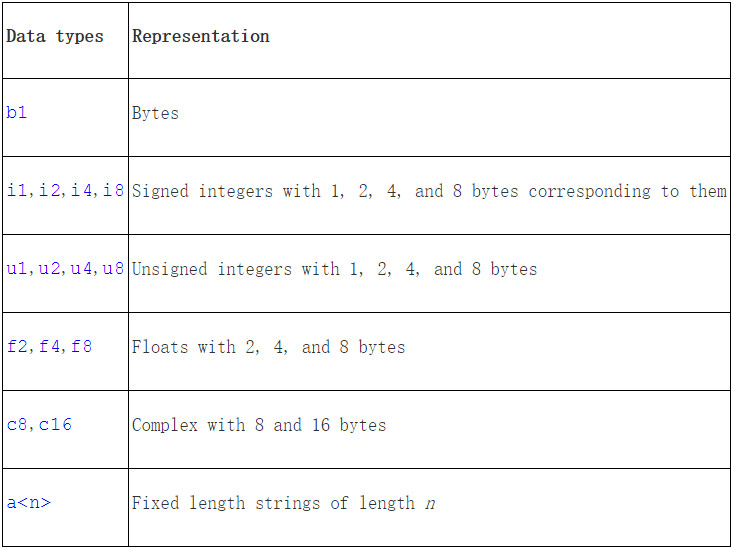 Data types Representation
b1 Bytes
i1,i2,i4,i8 Signed integers with 1, 2, 4, and 8 bytes corresponding to them
u1,u2,u4,u8 Unsigned integers with 1, 2, 4, and 8 bytes
f2,f4,f8 Floats with 2, 4, and 8 bytes
c8,c16 Complex with 8 and 16 bytes
a<n> Fixed length strings of length n